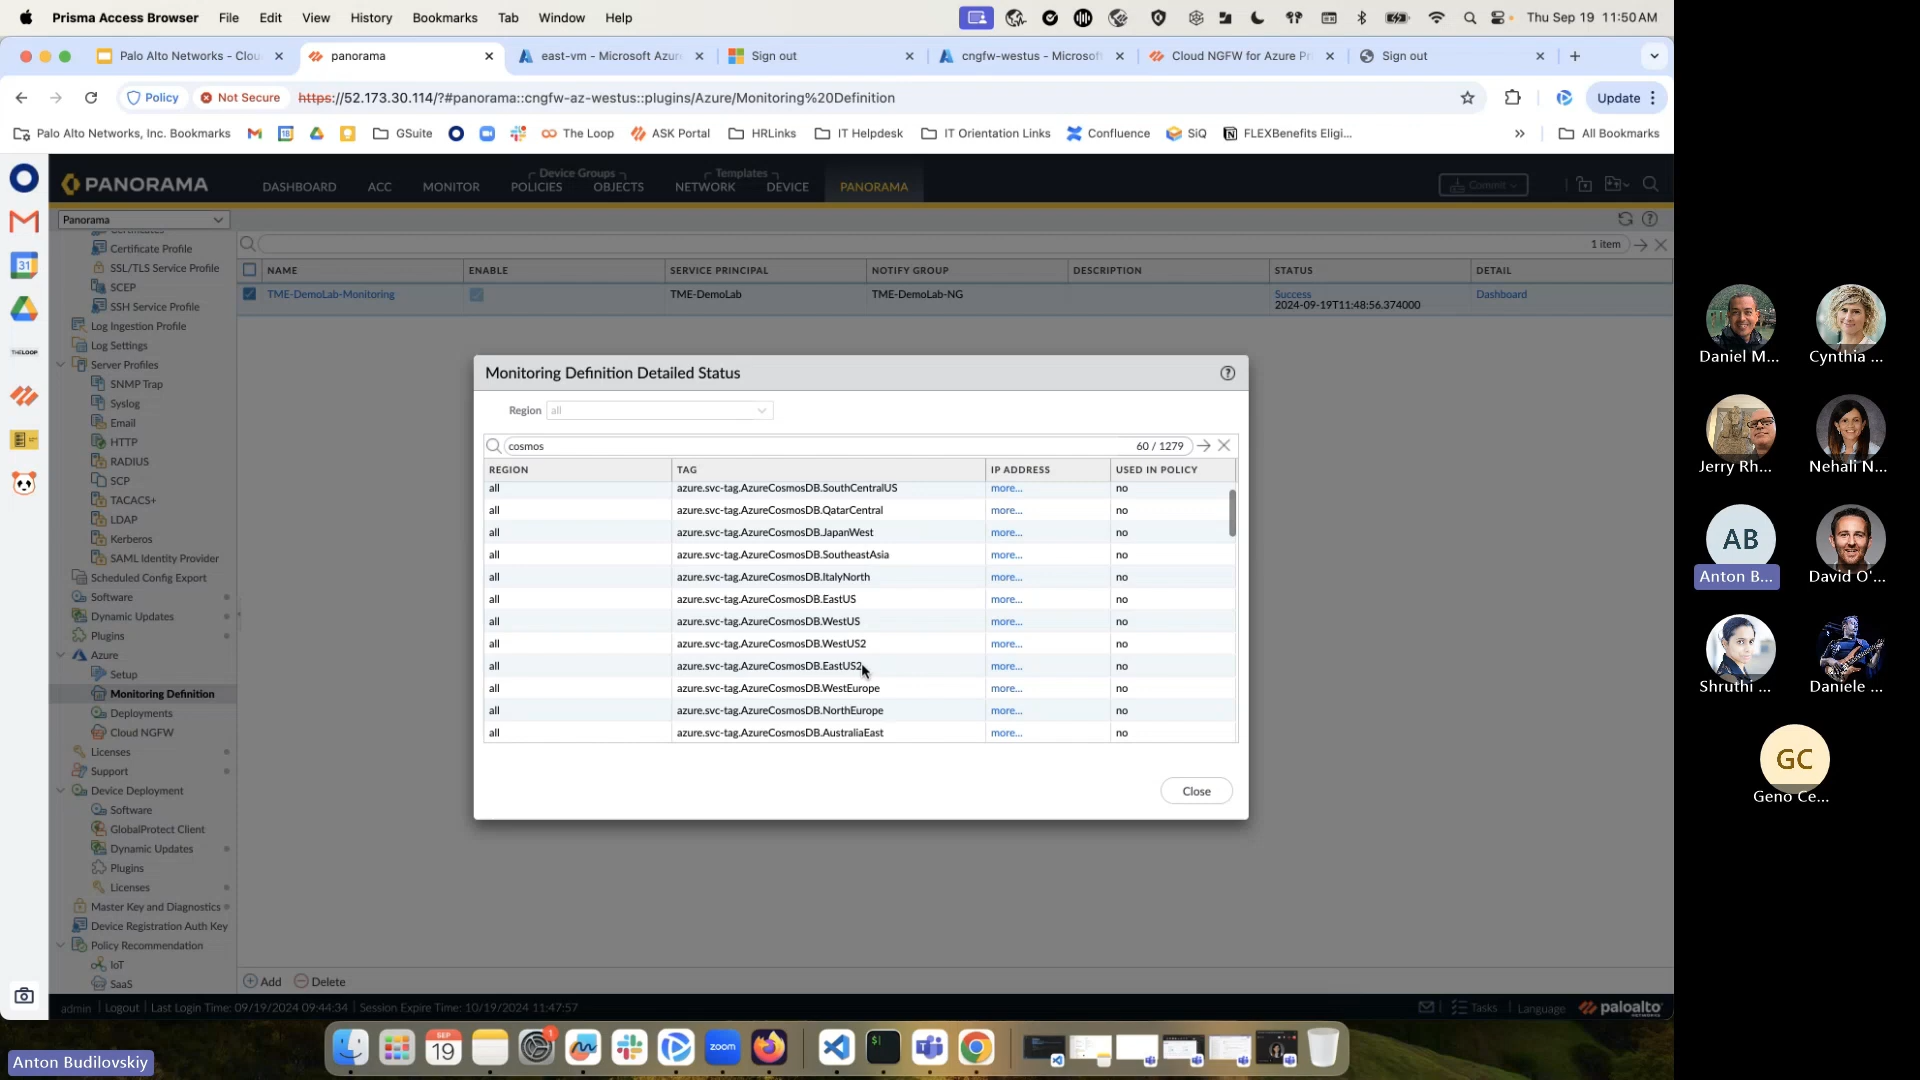 Prisma Access Browser File Edit View History Bookmarks Tab Window Help Thu Sep 19 11:50 AM
Palo Alto Networks - Clou panorama east-vm - Microsoft Azur Sign out cngfw-westus - Microsoft Cloud NGFW for Azure Pr Sign out
Policy Not Secure https://52.173.30.114/?#panorama::cngfw-az-westus::plugins/Azure/Monitoring%20Definition Update
Palo Alto Networks, Inc. Bookmarks GSuite The Loop ASK Portal HRLinks IT Helpdesk IT Orientation Links Confluence SiQ FLEXBenefits Eligi... » All Bookmarks
Device Groups Templates
PANORAMA DASHBOARD ACC MONITOR POLICIES OBJECTS NETWORK DEVICE PANORAMA Commit
Panorama
1 item
NAME ENABLE SERVICE PRINCIPAL NOTIFY GROUP DESCRIPTION STATUS DETAIL
TME-DemoLab-Monitoring TME-DemoLab TME-DemoLab-NG Success Dashboard
2024-09-19T11:48:56.374000
31
THELOOP
Certificates
Certificate Profile
SSL/TLS Service Profile
SCEP
SSH Service Profile
Log Ingestion Profile
Log Settings
Server Profiles
SNMP Trap
Syslog
Email
HTTP
RADIUS
SCP
TACACS+
LDAP
Kerberos
SAML Identity Provider
Scheduled Config Export
Software
Dynamic Updates
Plugins
Azure
Setup
Monitoring Definition
Deployments
Cloud NGFW
Licenses
Support
Device Deployment
Software
GlobalProtect Client
Dynamic Updates
Plugins
Licenses
Master Key and Diagnostics
Device Registration Auth Key
Policy Recommendation
IoT
SaaS
Monitoring Definition Detailed Status
Region all
cosmos 60 / 1279
REGION TAG IP ADDRESS USED IN POLICY
all azure.svc-tag.AzureCosmosDB.SouthCentralUS more... no
all azure.svc-tag.AzureCosmosDB.QatarCentral more... no
all azure.svc-tag.AzureCosmosDB.JapanWest more... no
all azure.svc-tag.AzureCosmosDB.SoutheastAsia more... no
all azure.svc-tag.AzureCosmosDB.ItalyNorth more... no
all azure.svc-tag.AzureCosmosDB.EastUS more... no
all azure.svc-tag.AzureCosmosDB.WestUS more... no
all azure.svc-tag.AzureCosmosDB.WestUS2 more... no
all azure.svc-tag.AzureCosmosDB.EastUS2 more... no
all azure.svc-tag.AzureCosmosDB.WestEurope more... no
all azure.svc-tag.AzureCosmosDB.NorthEurope more... no
all azure.svc-tag.AzureCosmosDB.AustraliaEast more... no
Close
Add Delete
admin | Logout | Last Login Time: 09/19/2024 09:44:34 | Session Expire Time: 10/19/2024 11:47:57 Tasks | Language paloalto
NETWORKS
SEP
19
1
zoom
$
Anton Budilovskiy
Daniel M... Cynthia ...
Jerry Rh... Nehali N...
AB
Anton B... David O'...
Shruthi ... Daniele ...
GC
Geno Ce...